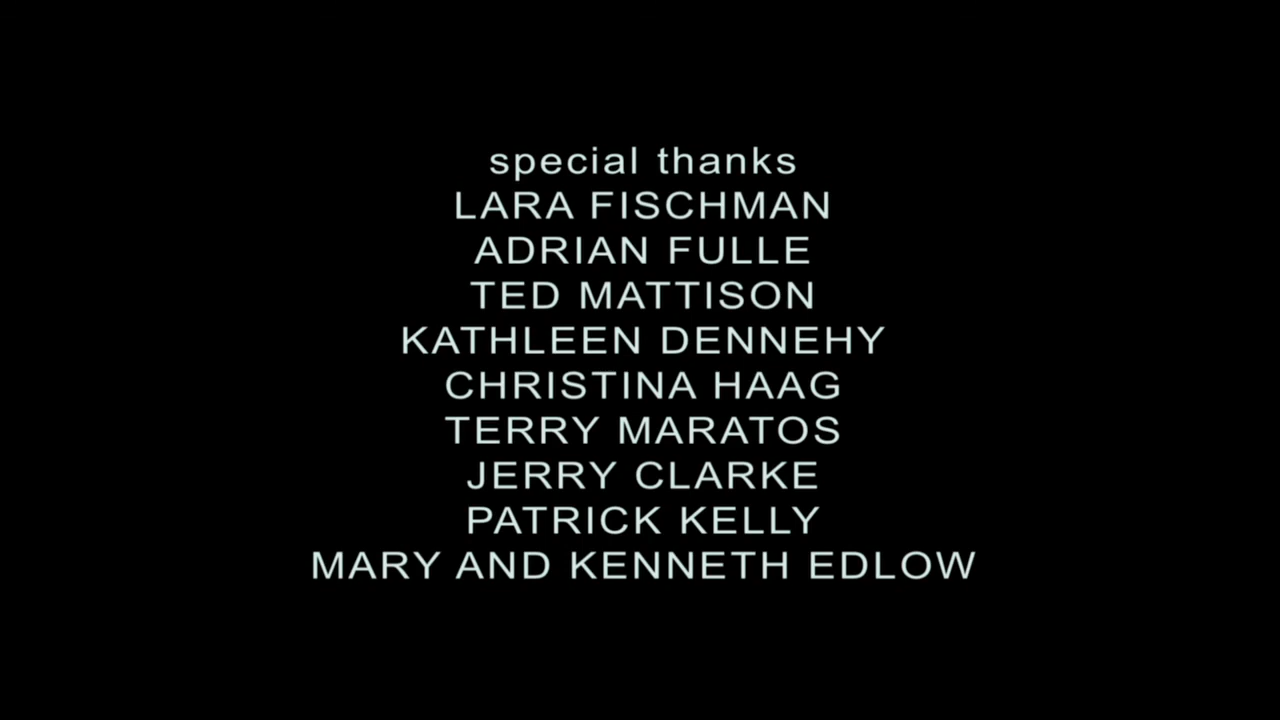 special thanks
LARA FISCHMAN
ADRIAN FULLE
TED MATTISON
KATHLEEN DENNEHY
CHRISTINA HAAG
TERRY MARATOS
JERRY CLARKE
PATRICK KELLY
MARY AND KENNETH EDLOW